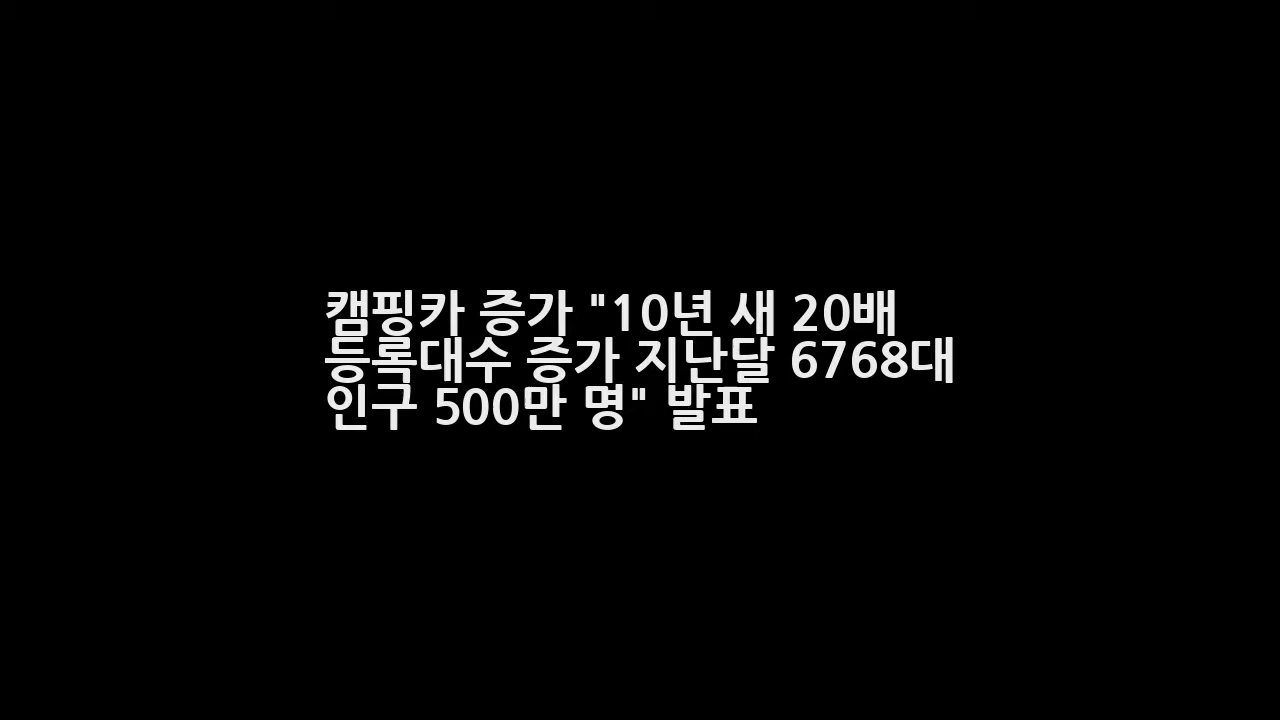 캠핑카 증가 "10년 새 20배
등록대수 증가 지난달 6768대
인구 500만 명" 발표